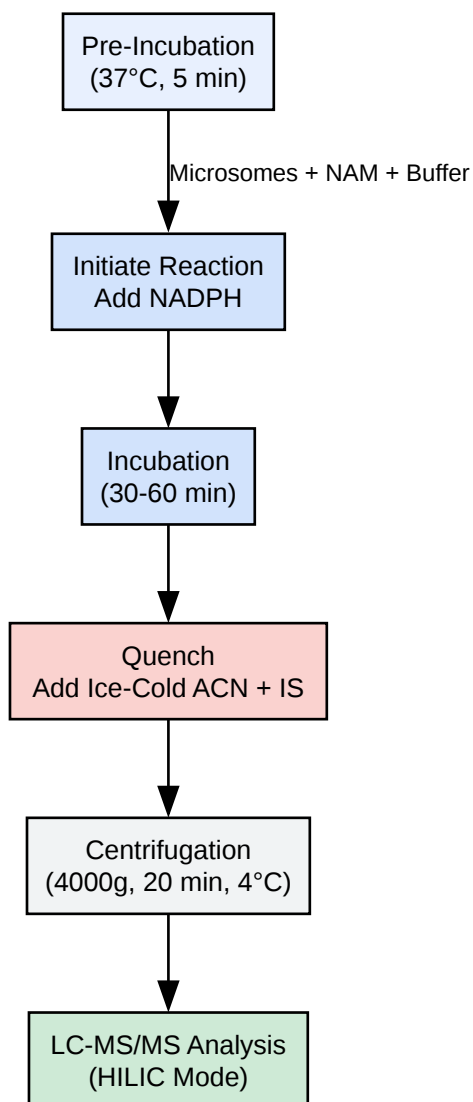 Pre-Incubation
(37°C, 5 min)
Microsomes + NAM + Buffer
Initiate Reaction
Add NADPH
Incubation
(30-60 min)
Quench
Add Ice-Cold ACN + IS
Centrifugation
(4000g, 20 min, 4°C)
LC-MS/MS Analysis
(HILIC Mode)